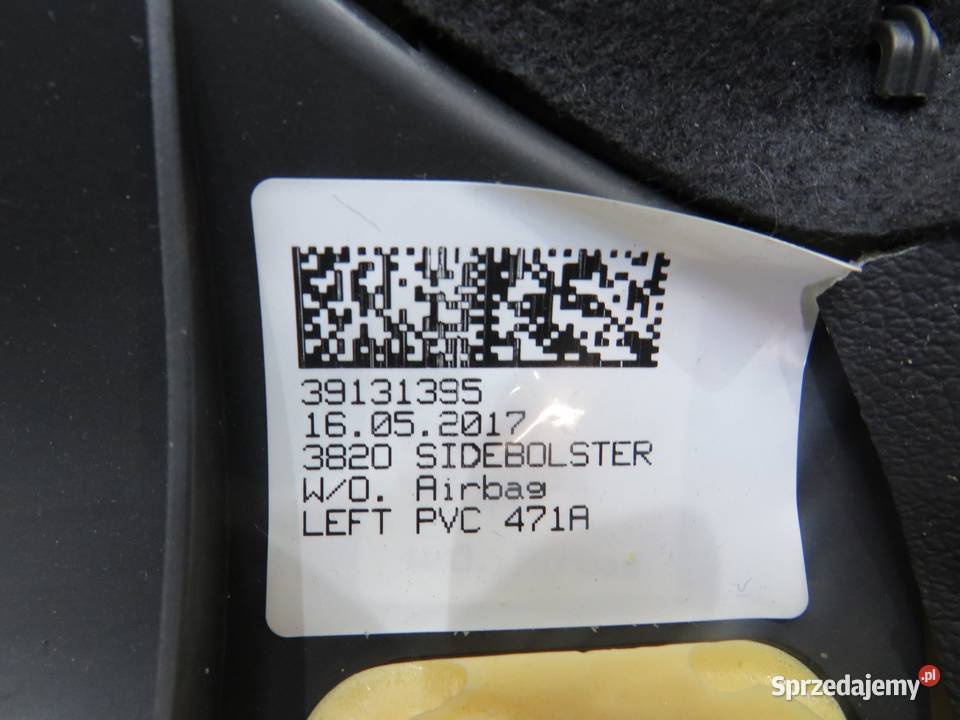 39131395
16.05.2017
3820 SIDEBOLSTER
W/O. Airbag
LEFT PVC 471A
Sprzedajemy.pl